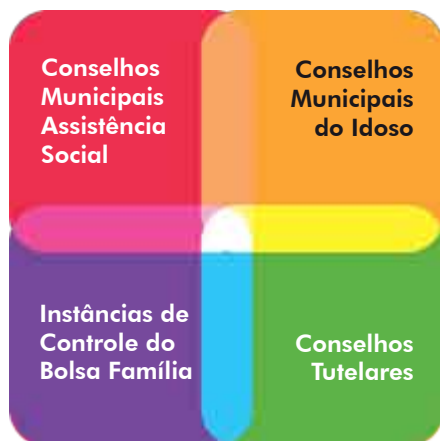 Conselhos
Municipais
Assistência
Social
Conselhos
Municipais
do Idoso
Instâncias de
Controle do
Bolsa Família
Conselhos
Tutelares